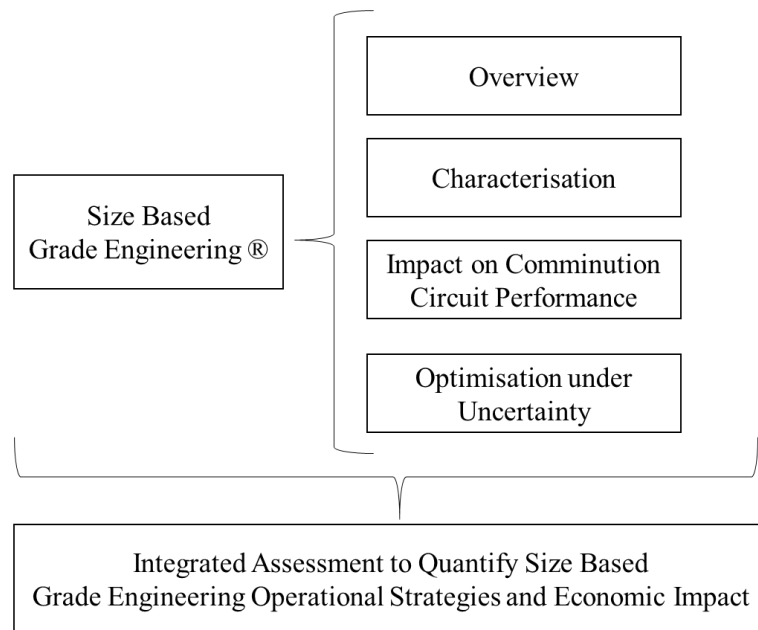 Size Based
Grade Engineering ®
Overview
Characterisation
Impact on Comminution
Circuit Performance
Optimisation under
Uncertainty
Integrated Assessment to Quantify Size Based
Grade Engineering Operational Strategies and Economic Impact